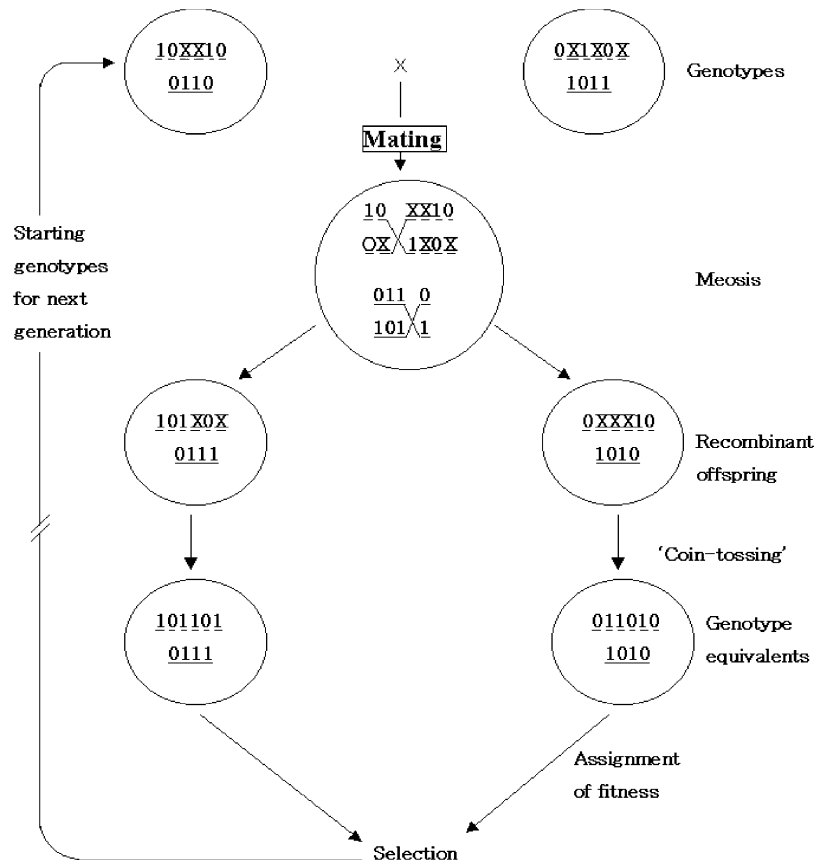 10XX10
0110
X
0X1X0X
1011
Genotypes
Mating
10 XX10
OX 1X0X
011 0
101 1
Meosis
Starting
genotypes
for next
generation
101X0X
0111
0XXX10
1010
Recombinant
offspring
'Coin-tossing'
101101
0111
011010
1010
Genotype
equivalents
Assignment
of fitness
Selection